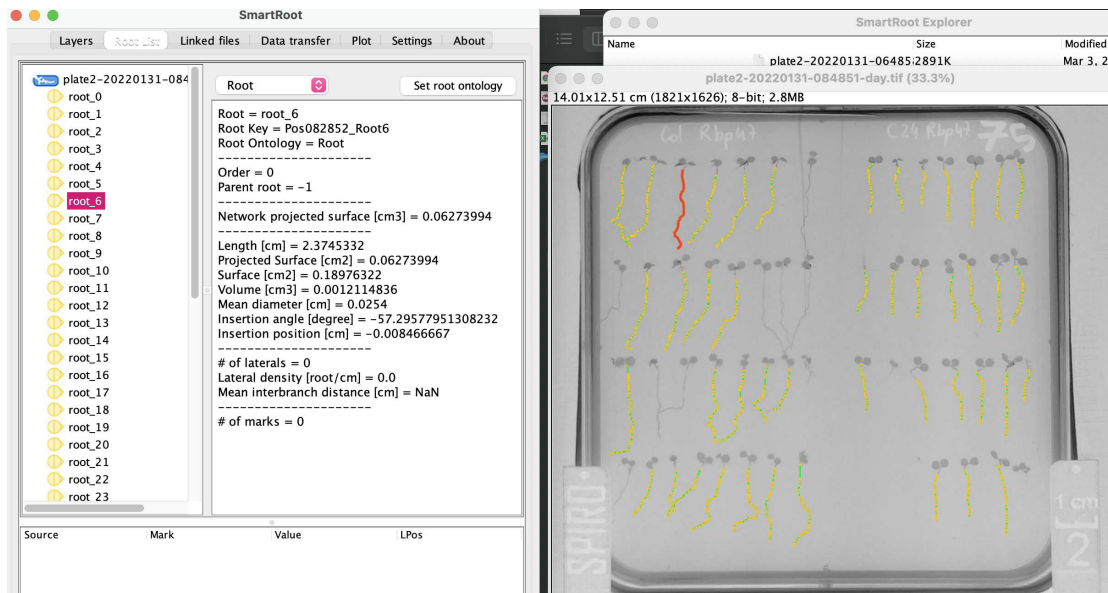 SmartRoot
Layers Root List Linked files Data transfer Plot Settings About
plate2-20220131-084
root_0
root_1
root_2
root_3
root_4
root_5
root_6
root_7
root_8
root_9
root_10
root_11
root_12
root_13
root_14
root_15
root_16
root_17
root_18
root_19
root_20
root_21
root_22
root_23
Root
Set root ontology
Root = root_6
Root Key = Pos082852_Root6
Root Ontology = Root
----------------------
Order = 0
Parent root = -1
----------------------
Network projected surface [cm3] = 0.06273994
----------------------
Length [cm] = 2.3745332
Projected Surface [cm2] = 0.06273994
Surface [cm2] = 0.18976322
Volume [cm3] = 0.0012114836
Mean diameter [cm] = 0.0254
Insertion angle [degree] = -57.29577951308232
Insertion position [cm] = -0.008466667
----------------------
# of laterals = 0
Lateral density [root/cm] = 0.0
Mean interbranch distance [cm] = NaN
----------------------
# of marks = 0
Source Mark Value LPos
SmartRoot Explorer
Name Size Modified
plate2-20220131-06485 2891K Mar 3, 2
plate2-20220131-084851-day.tif (33.3%)
14.01x12.51 cm (1821x1626); 8-bit; 2.8MB
Col Rbp47 C24 Rbp47 75
SPIRO
1 cm
2